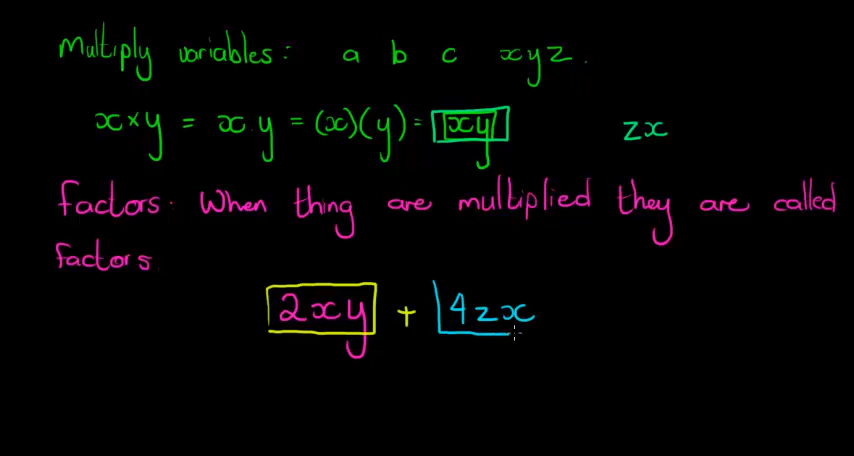 Multiply variables: a b c xyz.
x × y = x.y = (x)(y) = xy zx
factors. When thing are multiplied they are called
factors.
2xy + 4zx